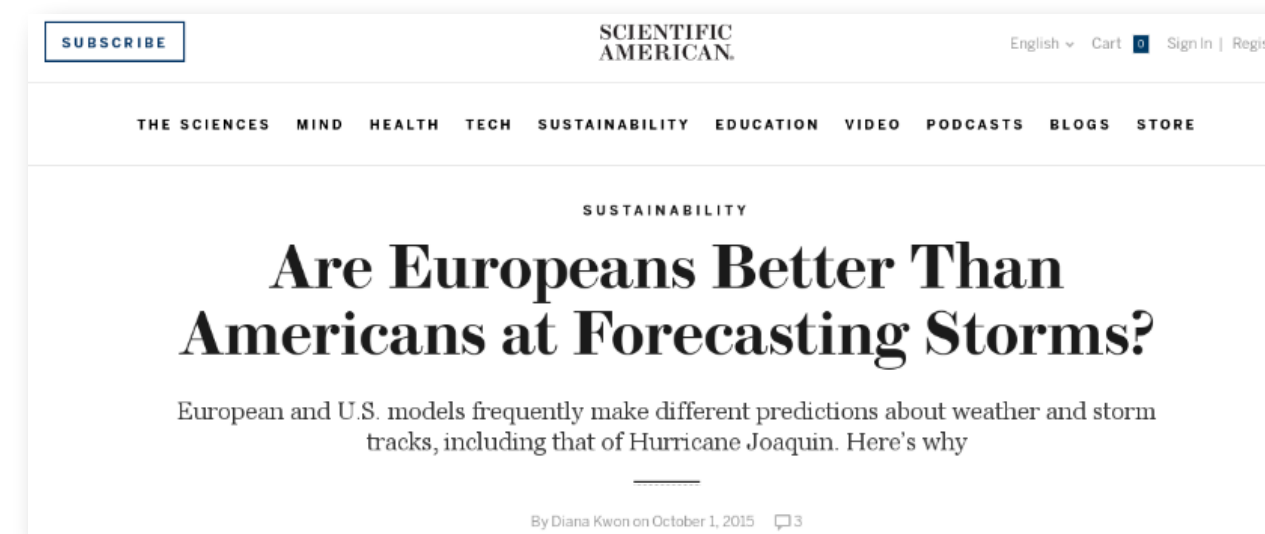 SUBSCRIBE
SCIENTIFIC
AMERICAN.
English Cart 0 Sign In |
THE SCIENCES MIND HEALTH TECH SUSTAINABILITY EDUCATION VIDEO PODCASTS BLOGS STORE
SUSTAINABILITY
Are Europeans Better Than
Americans at Forecasting Storms?
European and U.S. models frequently make different predictions about weather and storm
tracks, including that of Hurricane Joaquin. Here's why
By Diana Kwon on October 1, 2015 3